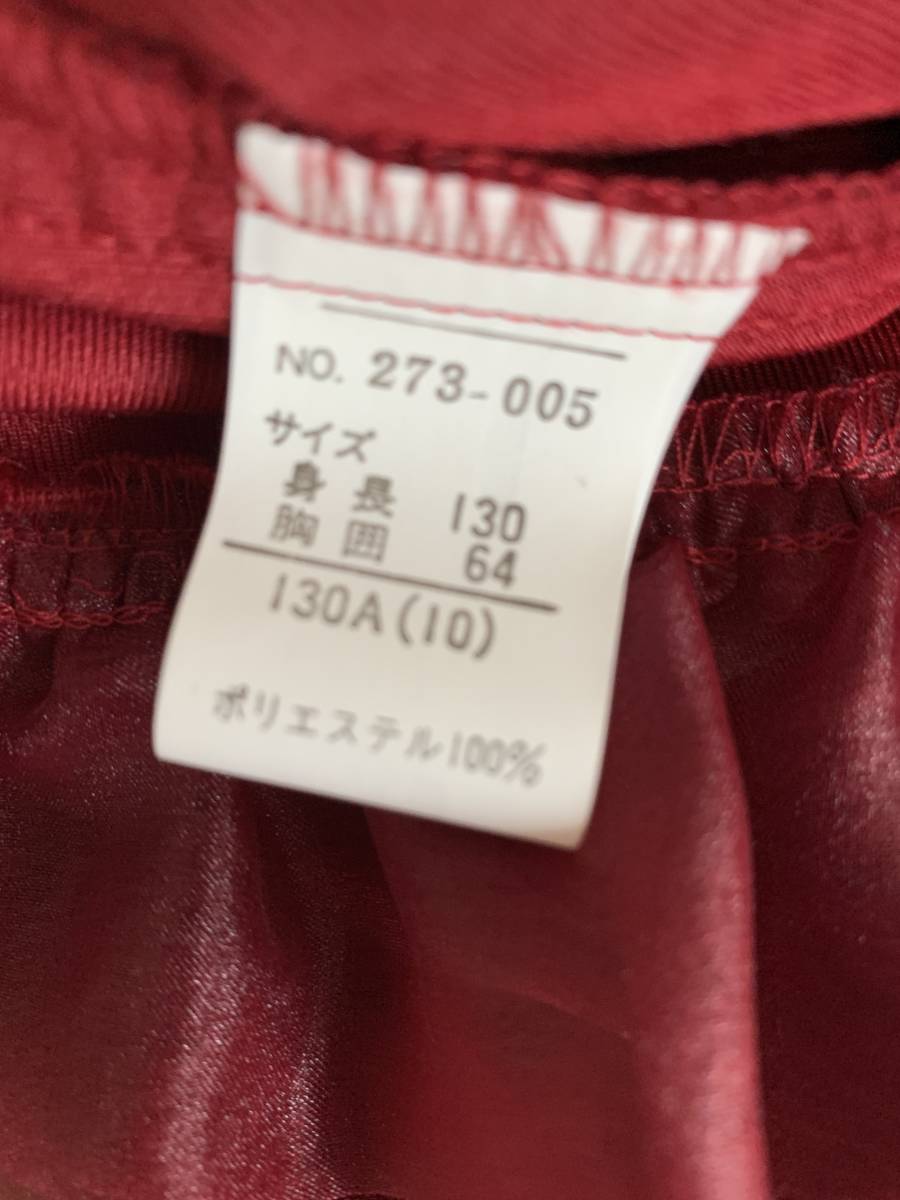 NO. 273-005
サイズ
身長 130
胸囲 64
130A(10)
ポリエステル100%